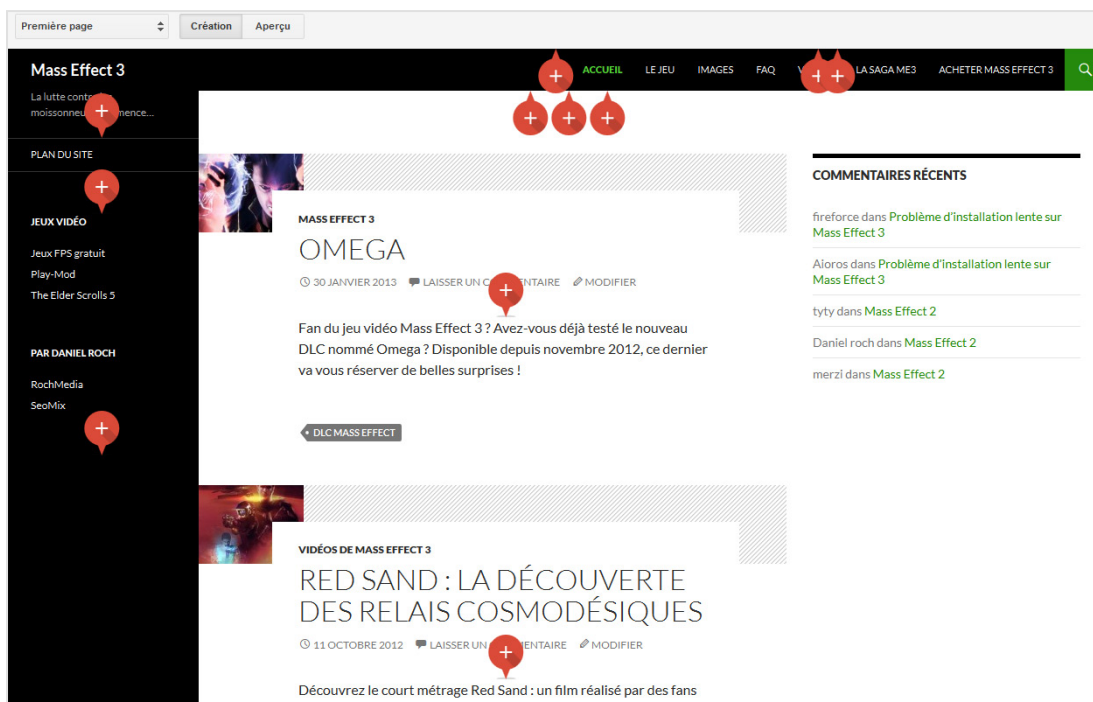 Première page
Création Aperçu
Mass Effect 3
ACCUEIL LE JEU IMAGES FAQ LA SAGA ME3 ACHETER MASS EFFECT 3
La lutte
moissonneu
PLAN DU SITE
JEUX VIDÉO
Jeux FPS gratuit
Play-Mod
The Elder Scrolls 5
PAR DANIEL ROCH
RochMedia
SeoMix
MASS EFFECT 3
OMEGA
30 JANVIER 2013 LAISSER UN MODIFIER
Fan du jeu vidéo Mass Effect 3 ? Avez-vous déjà testé le nouveau
DLC nommé Omega ? Disponible depuis novembre 2012, ce dernier
va vous réserver de belles surprises !
DLC MASS EFFECT
VIDÉOS DE MASS EFFECT 3
RED SAND : LA DÉCOUVERTE
DES RELAIS COSMODÉSIQUES
11 OCTOBRE 2012 LAISSER UN MODIFIER
Découvrez le court métrage Red Sand : un film réalisé par des fans
COMMENTAIRES RÉCENTS
fireforce dans Problème d'installation lente sur
Mass Effect 3
Aioros dans Problème d'installation lente sur
Mass Effect 3
tyty dans Mass Effect 2
Daniel roch dans Mass Effect 2
merzi dans Mass Effect 2